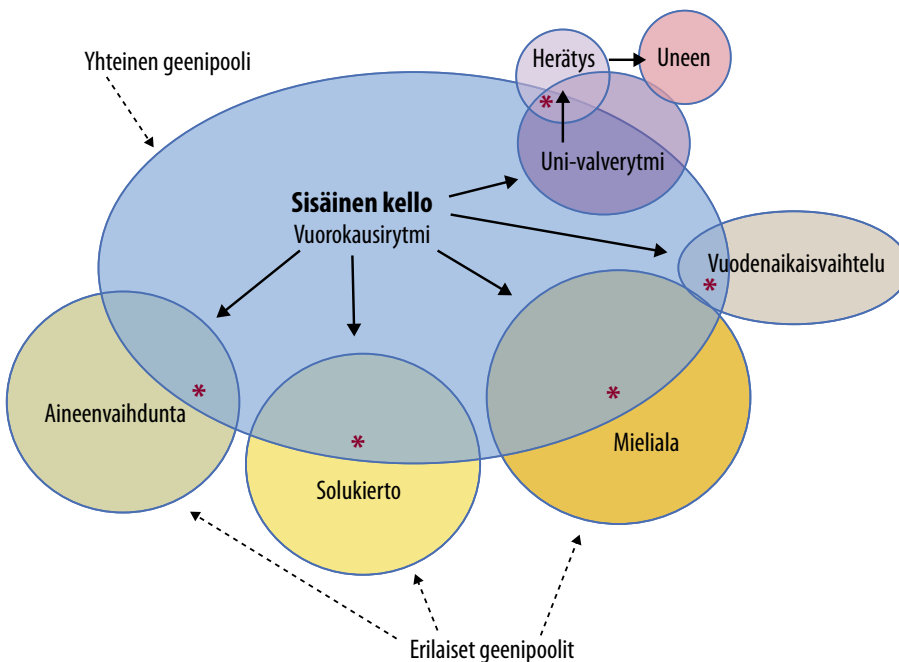 Yhteinen geenipooli
Herätys
Uneen
*
Uni-valverytmi
Sisäinen kello
Vuorokausirytmi
Vuodenaikaisvaihtelu
*
Aineenvaihdunta
*
*
Solukierto
*
Mieliala
Erilaiset geenipoolit